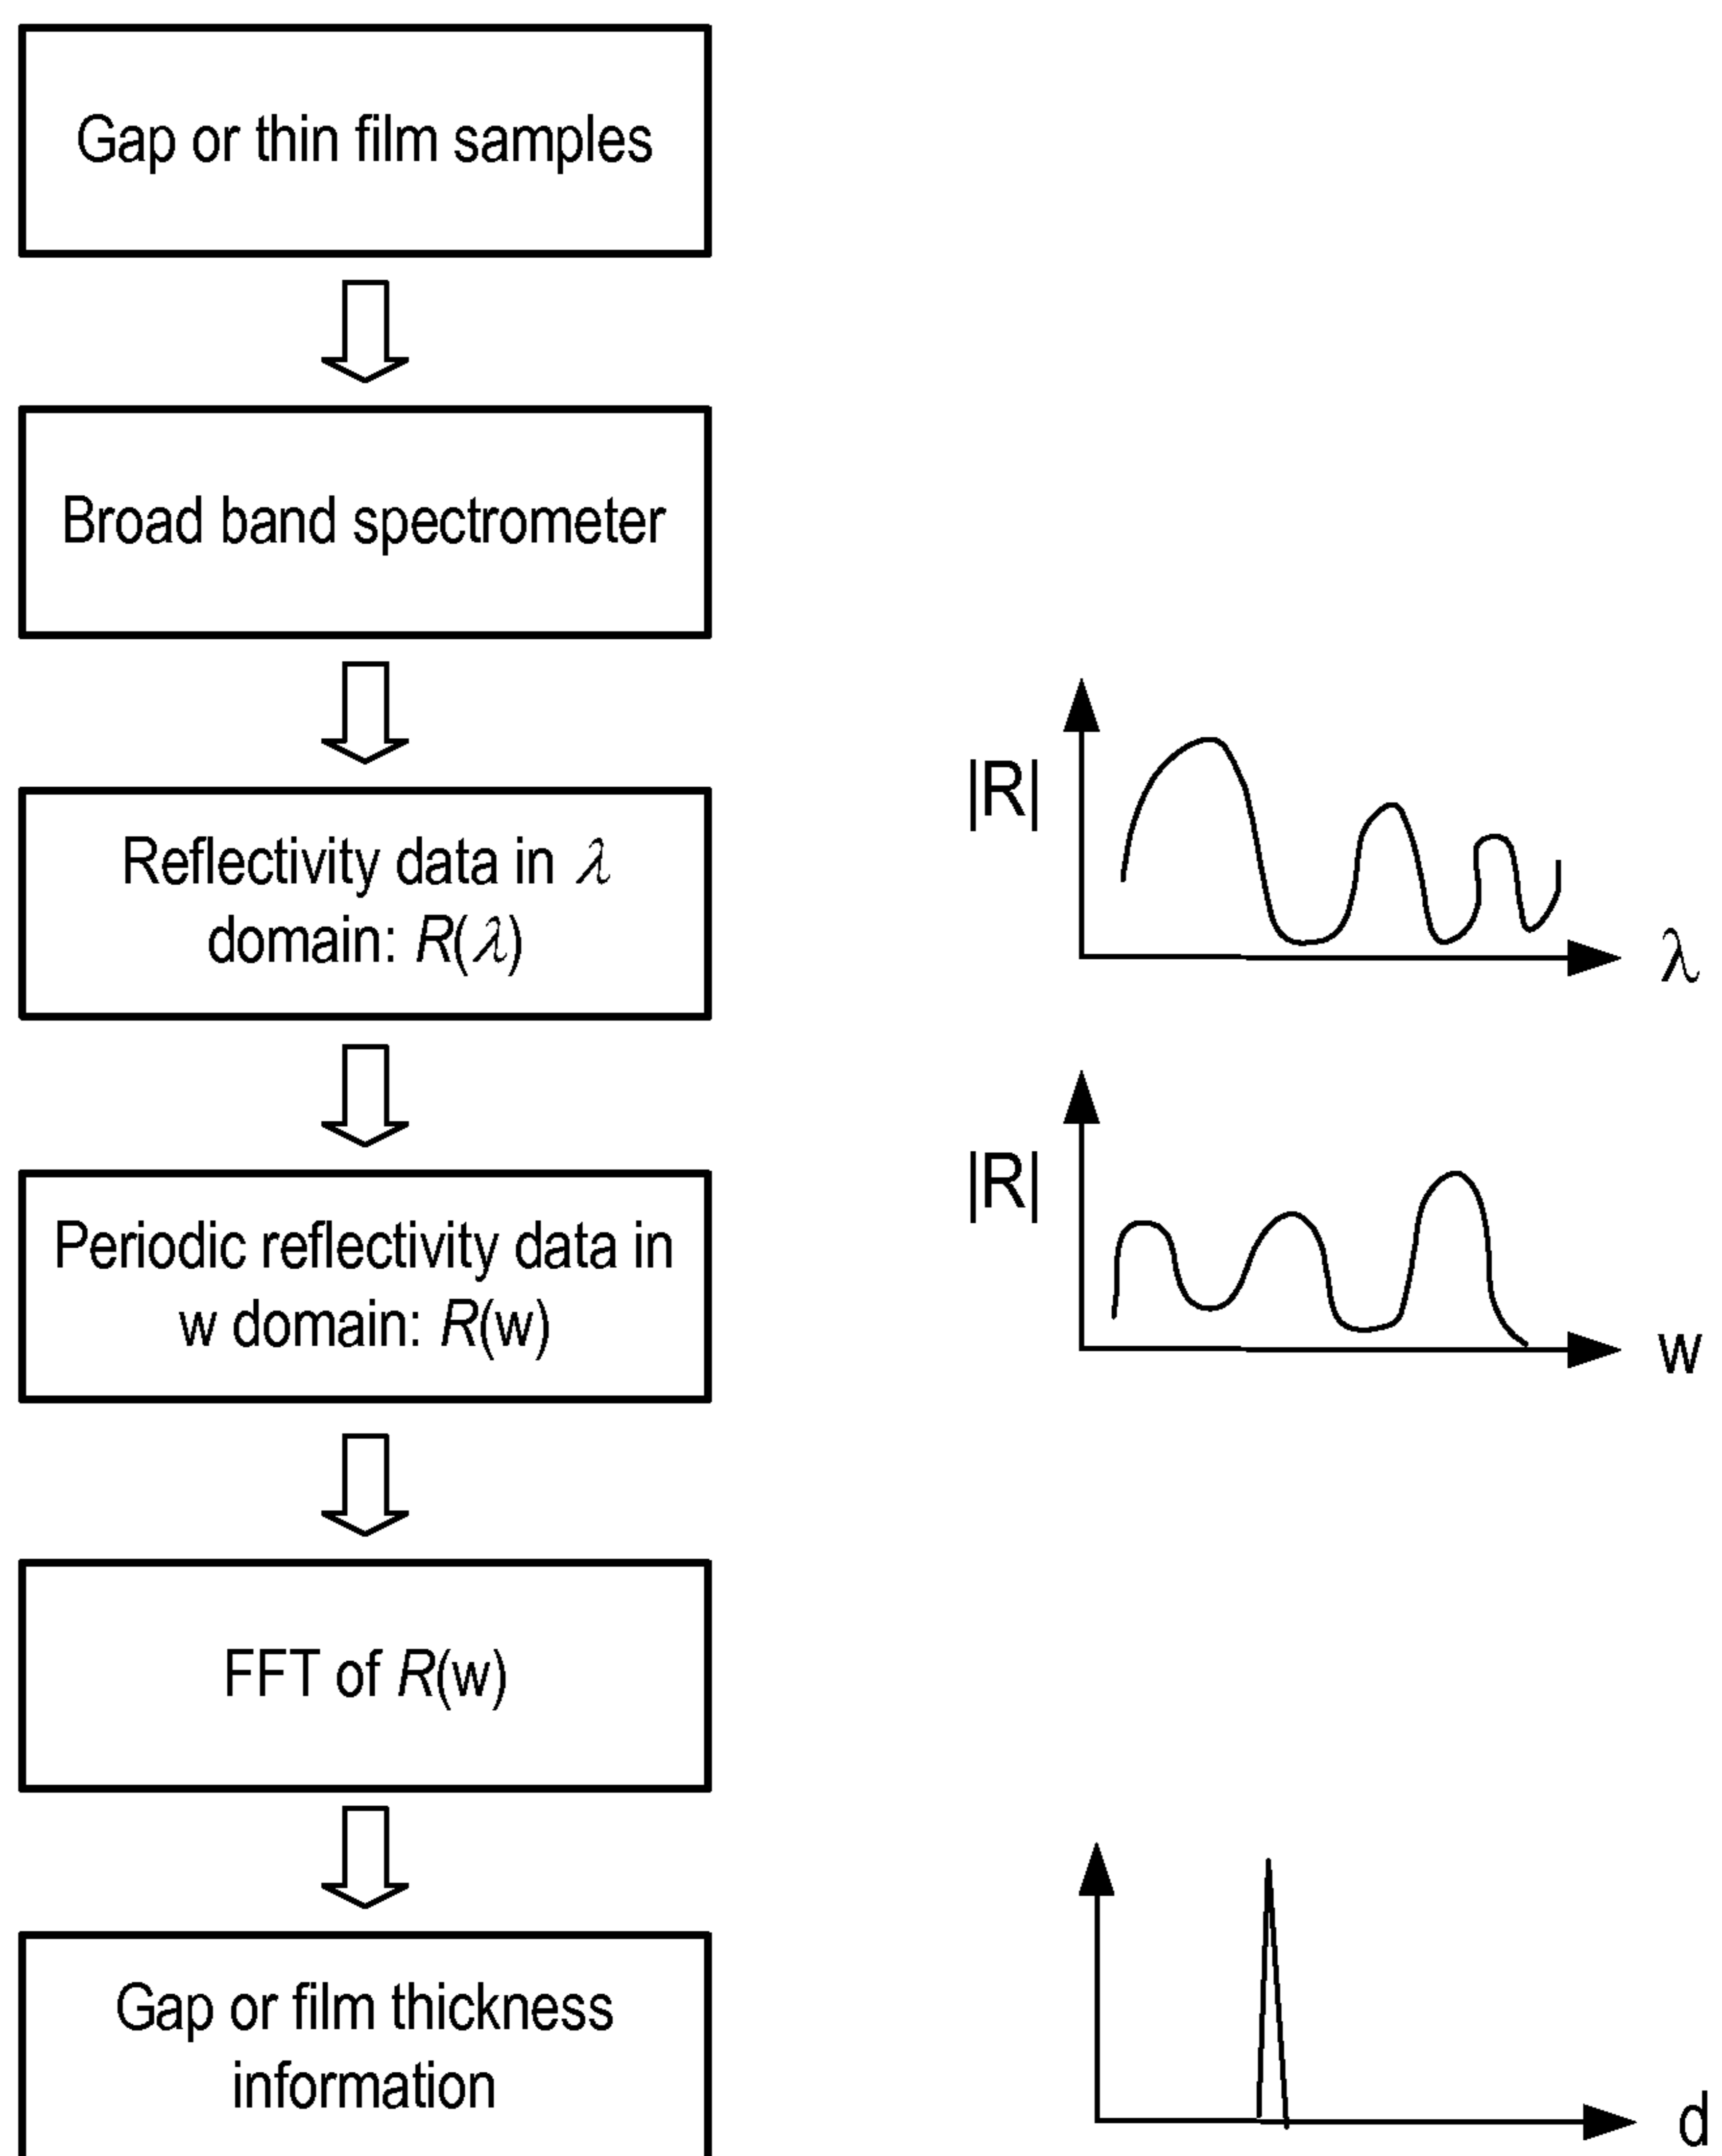 Gap or thin film samples
Broad band spectrometer
Reflectivity data in λ
domain: R(λ)
|R|
λ
Periodic reflectivity data in
w domain: R(w)
|R|
w
FFT of R(w)
Gap or film thickness
information
d